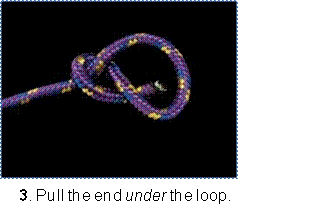 3. Pull the end under the loop.